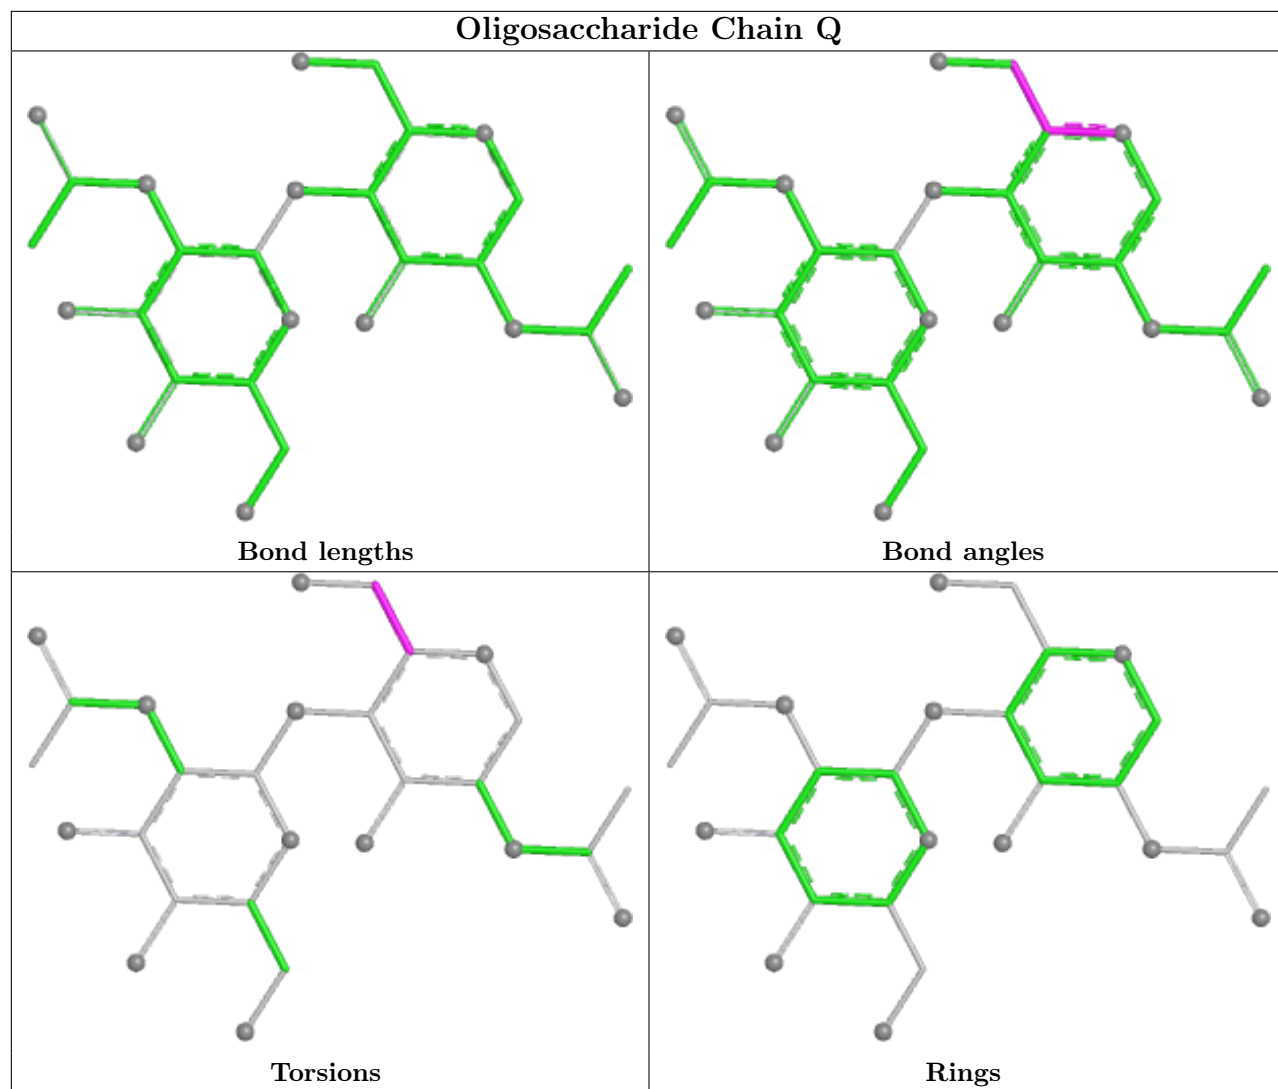 Oligosaccharide Chain Q
Bond lengths
Bond angles
Torsions
Rings